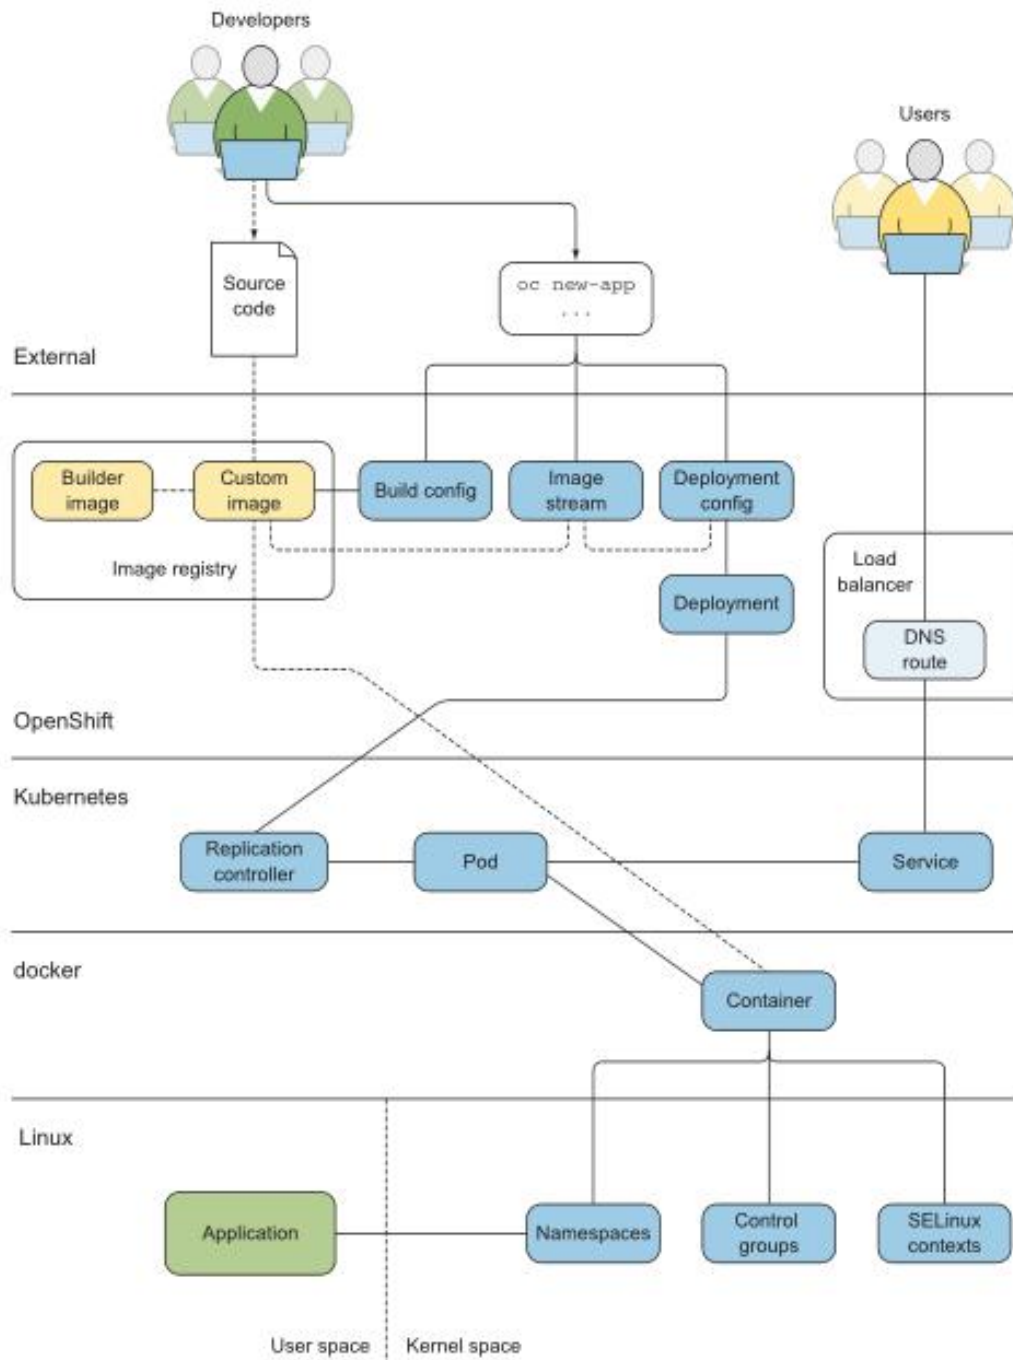 Developers
Users
Source
code
oc new-app
...
External
Builder
image
Custom
image
Build config
Image
stream
Deployment
config
Image registry
Load
balancer
Deployment
DNS
route
OpenShift
Kubernetes
Replication
controller
Pod
Service
docker
Container
Linux
Application
Namespaces
Control
groups
SELinux
contexts
User space
Kernel space